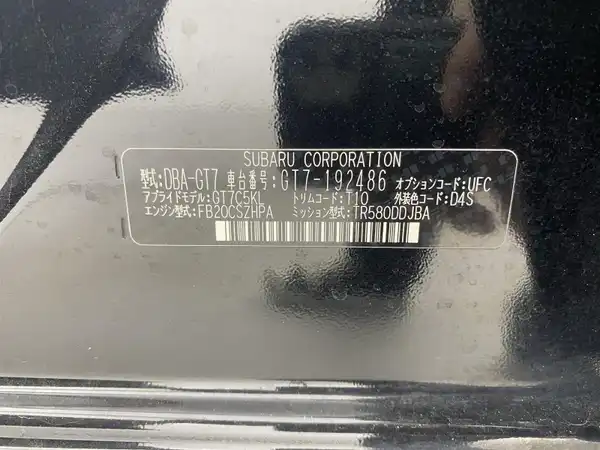 SUBARU CORPORATION
型式:DBA-GT7 車台番号:GT7-192486 オプションコード:UFC
アプライドモデル:GT7C5KL トリムコード:T10 外装色コード:D4S
エンジン型式:FB20CSZHPA ミッション型式:TR580DDJBA